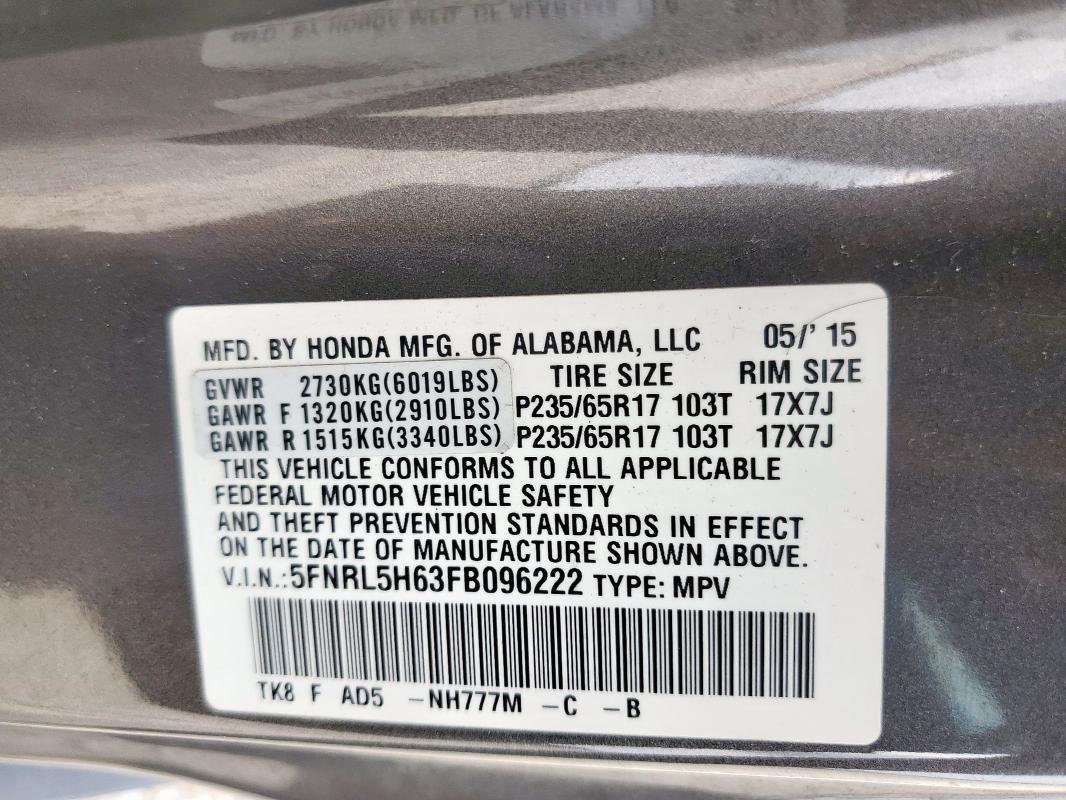 MFD. BY HONDA MFG. OF ALABAMA, LLC 05/' 15
GVWR 2730KG(6019LBS) TIRE SIZE RIM SIZE
GAWR F 1320KG(2910LBS) P235/65R17 103T 17X7J
GAWR R 1515KG(3340LBS) P235/65R17 103T 17X7J
THIS VEHICLE CONFORMS TO ALL APPLICABLE
FEDERAL MOTOR VEHICLE SAFETY
AND THEFT PREVENTION STANDARDS IN EFFECT
ON THE DATE OF MANUFACTURE SHOWN ABOVE.
V.I.N.:5FNRL5H63FB096222 TYPE: MPV
TK8 F AD5 -NH777M -C -B